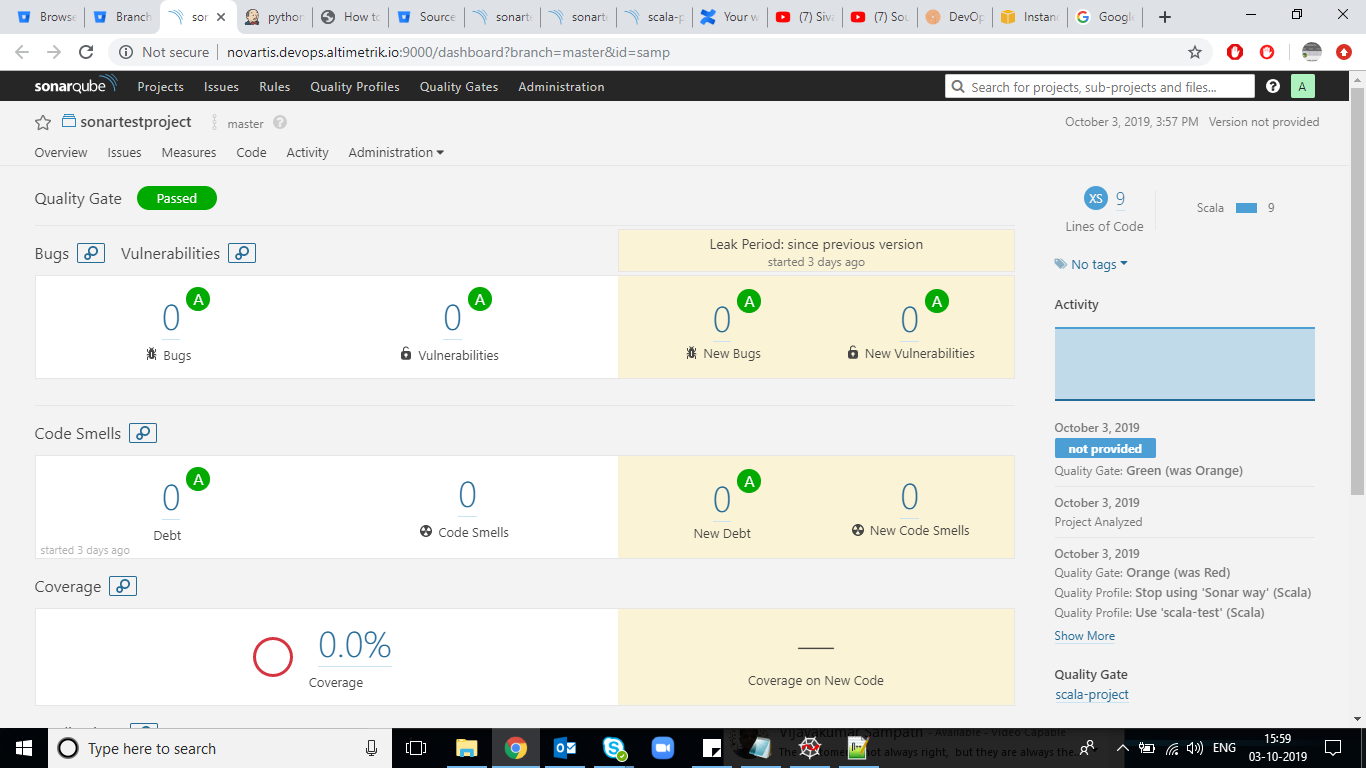 Browse
Branch
sor
python
How to
Source
sonart
sonart
scala-p
Your w
(7) Siva
(7) Sou
DevOp
Instanc
Google
Not secure
novartis.devops.altimetrik.io:9000/dashboard?branch=master&id=samp
sonarqube Projects Issues Rules Quality Profiles Quality Gates Administration
Search for projects, sub-projects and files...
? A
sonartestproject master ?
October 3, 2019, 3:57 PM Version not provided
Overview Issues Measures Code Activity Administration
Quality Gate Passed
Bugs Vulnerabilities
Leak Period: since previous version
started 3 days ago
0 A
Bugs
0 A
Vulnerabilities
0 A
New Bugs
0 A
New Vulnerabilities
Code Smells
0 A
Debt
started 3 days ago
0
Code Smells
0 A
New Debt
0
New Code Smells
Coverage
0.0%
Coverage
—
Coverage on New Code
XS 9
Lines of Code
Scala 9
No tags
Activity
October 3, 2019
not provided
Quality Gate: Green (was Orange)
October 3, 2019
Project Analyzed
October 3, 2019
Quality Gate: Orange (was Red)
Quality Profile: Stop using 'Sonar way' (Scala)
Quality Profile: Use 'scala-test' (Scala)
Show More
Quality Gate
scala-project
Type here to search
Vijayakumar Sampath - Available - Video Capable
not always right, but they are always the...
ENG
15:59
03-10-2019